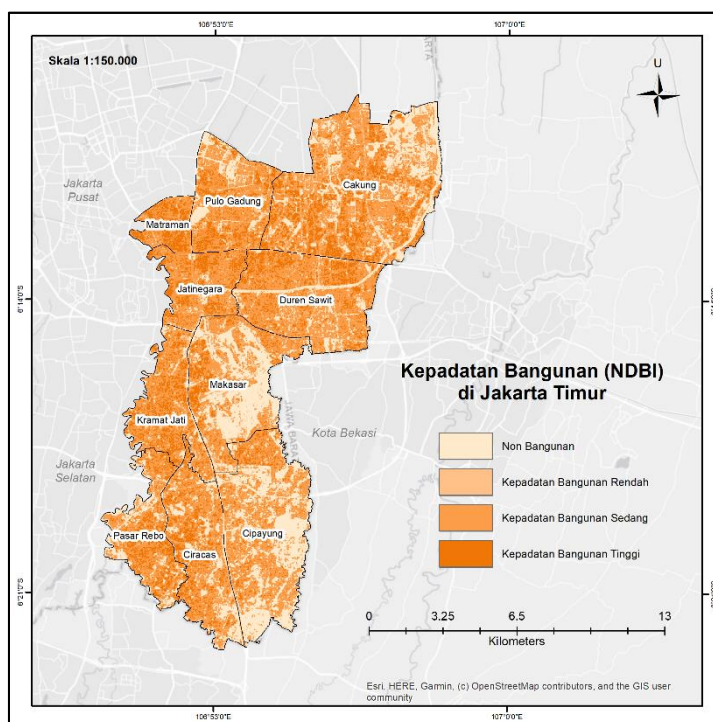 106°53'0"E
107°0'0"E
Skala 1:150.000
U
Jakarta
Pusat
Cakung
Pulo Gadung
Matraman
Jatinegara
Duren Sawit
6°14'0"S
Makasar
Kramat Jati
JAWA BARAT
Kota Bekasi
Jakarta
Selatan
Pasar Rebo
Ciracas
Cipayung
6°21'0"S
Kepadatan Bangunan (NDBI)
di Jakarta Timur
Non Bangunan
Kepadatan Bangunan Rendah
Kepadatan Bangunan Sedang
Kepadatan Bangunan Tinggi
0 3.25 6.5 13
Kilometers
Esri, HERE, Garmin, (c) OpenStreetMap contributors, and the GIS user
community
106°53'0"E
107°0'0"E